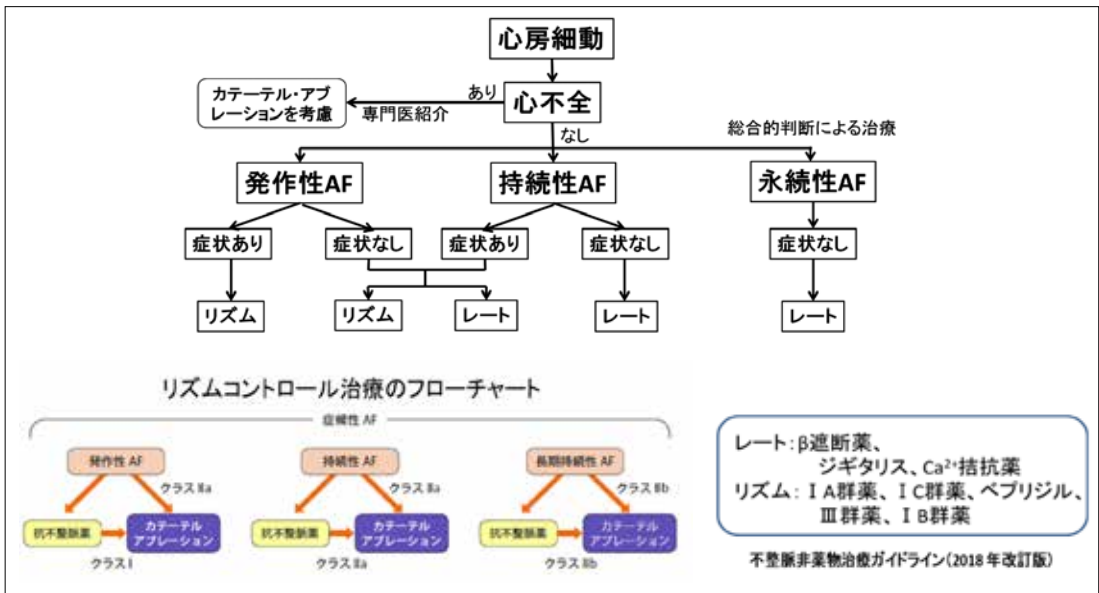 心房細動
カテーテル・アブ
レーションを考慮
あり
専門医紹介
心不全
なし
総合的判断による治療
発作性AF
持続性AF
永続性AF
症状あり
症状なし
症状あり
症状なし
症状なし
リズム
リズム
レート
レート
レート
リズムコントロール治療のフローチャート
症候性 AF
発作性 AF
持続性 AF
長期持続性 AF
クラス Ⅱa
クラス Ⅱa
クラス Ⅱb
抗不整脈薬
カテーテル
アブレーション
抗不整脈薬
カテーテル
アブレーション
抗不整脈薬
カテーテル
アブレーション
クラス I
クラス Ⅱa
クラス Ⅱb
レート：β遮断薬、
ジギタリス、Ca²⁺拮抗薬
リズム：ⅠA群薬、ⅠC群薬、ベプリジル、
Ⅲ群薬、ⅠB群薬
不整脈非薬物治療ガイドライン（2018年改訂版）